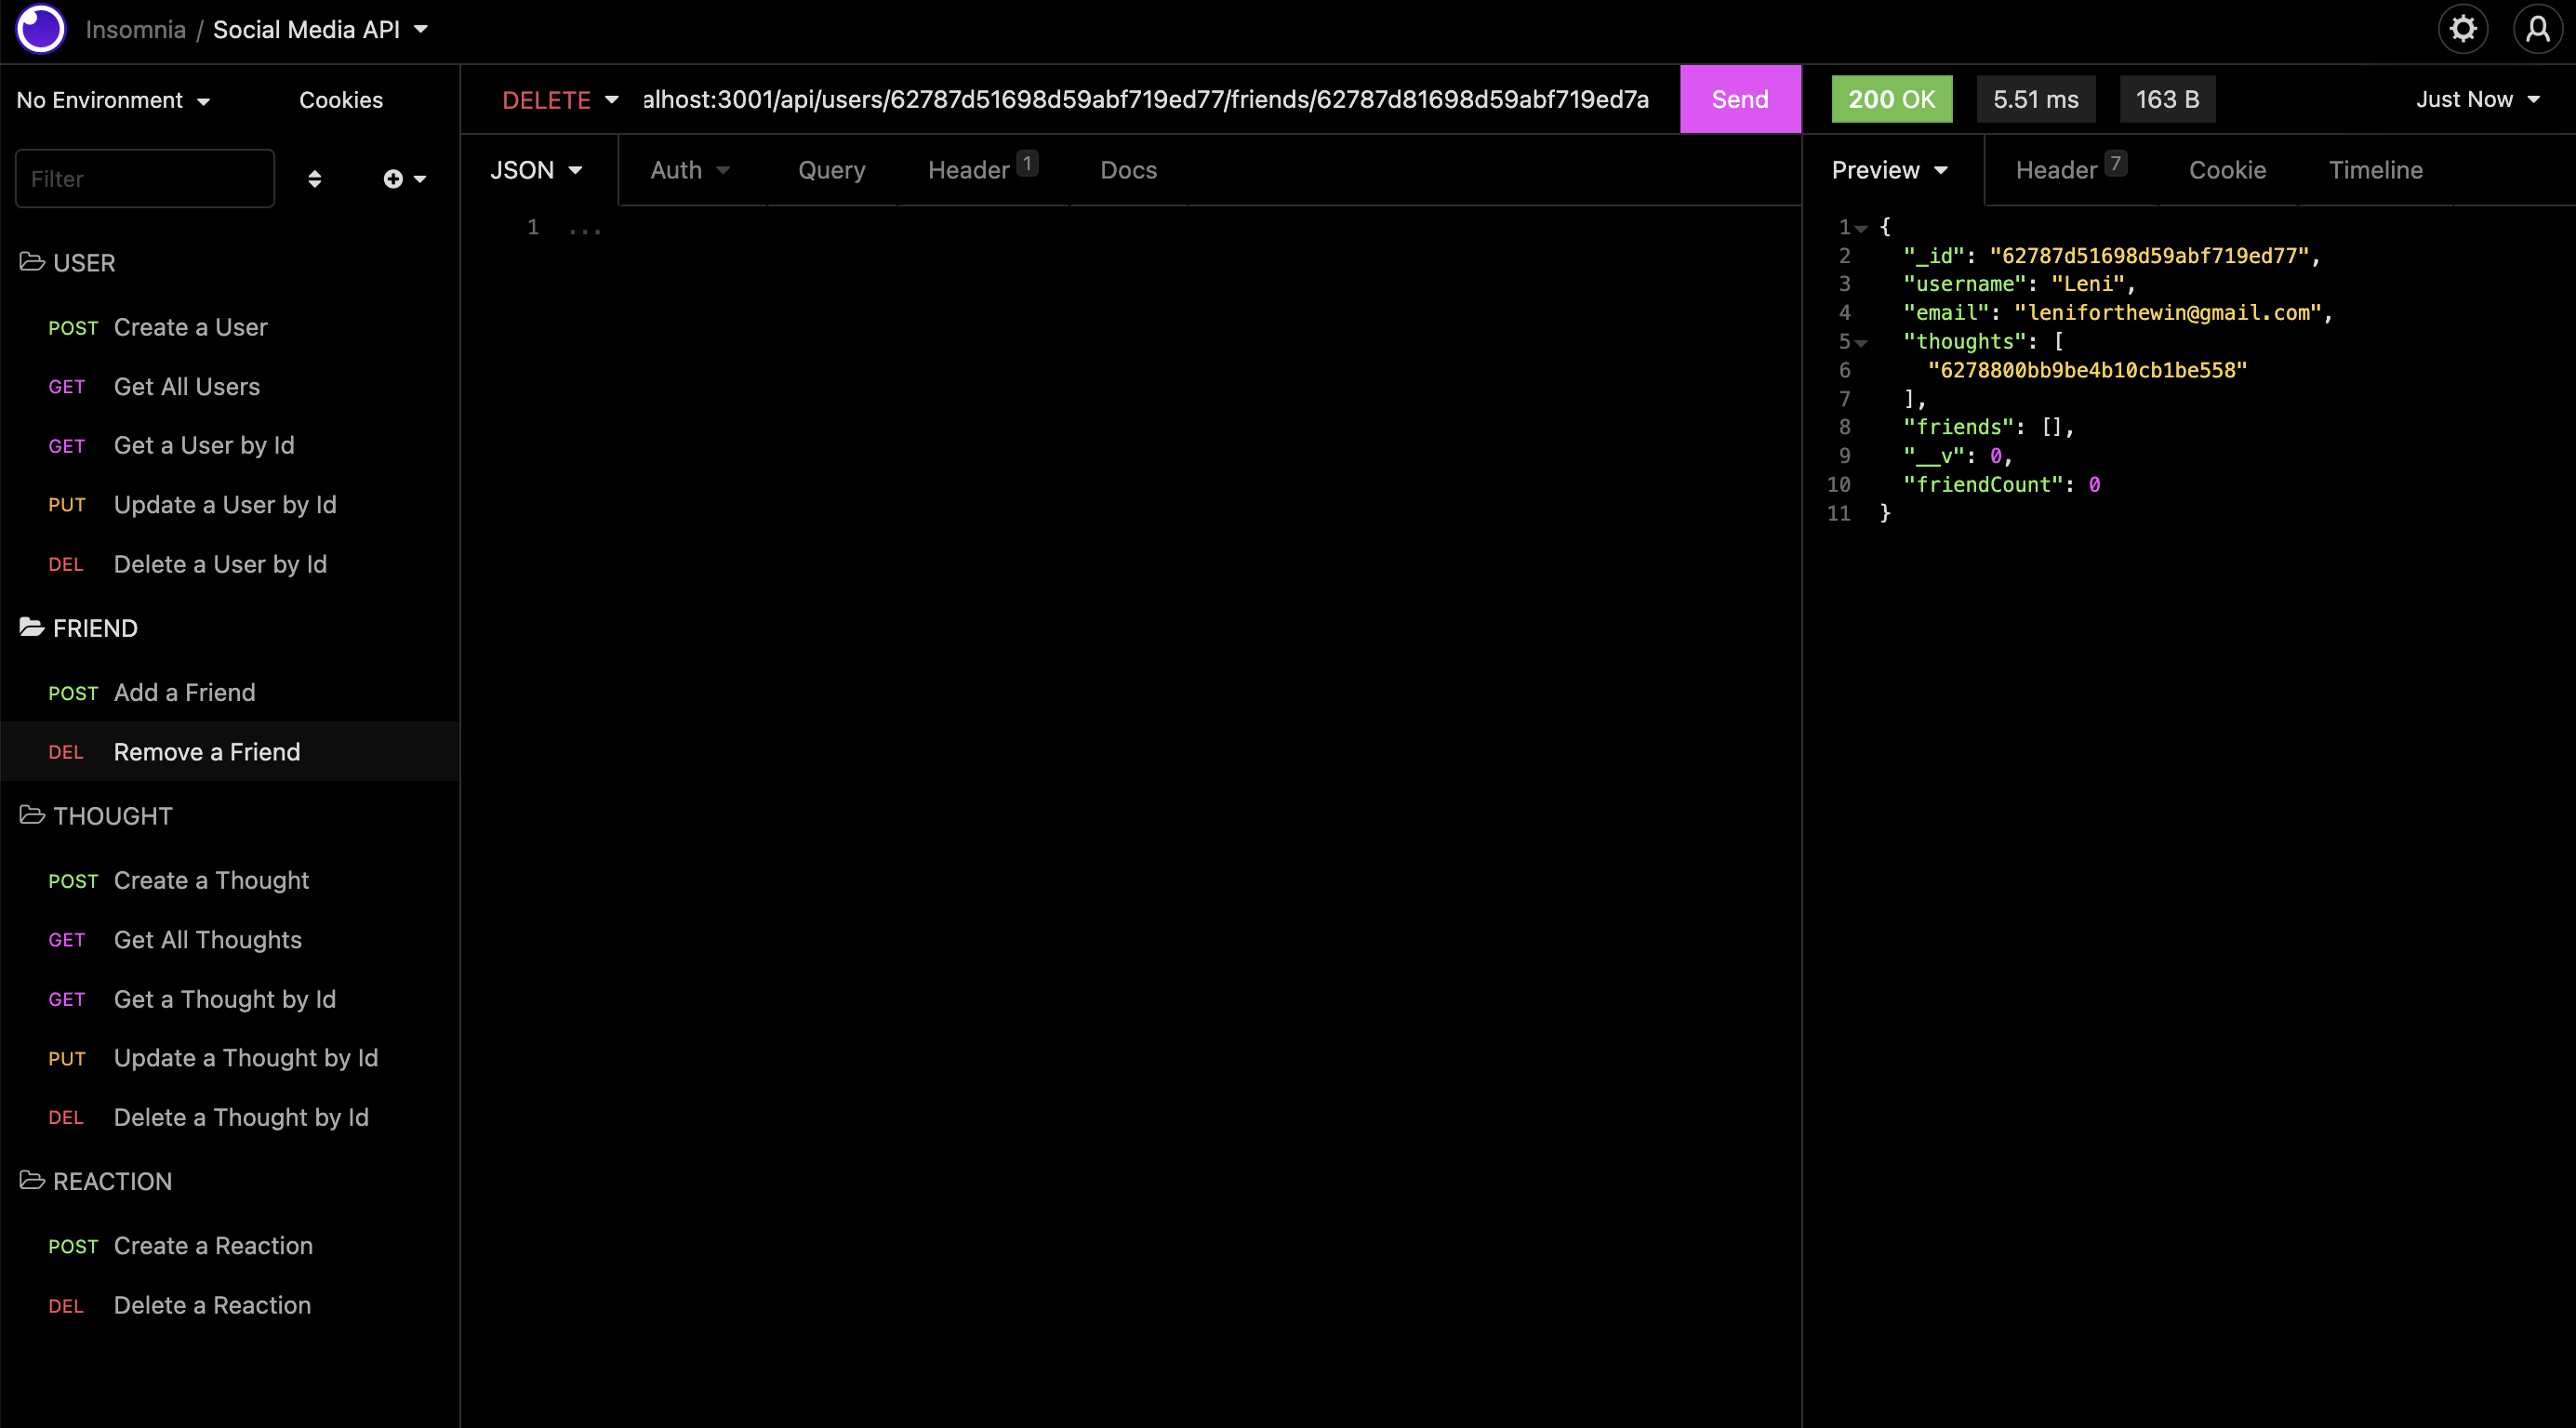 Insomnia / Social Media API
No Environment
Cookies
Filter
USER
POST Create a User
GET Get All Users
GET Get a User by Id
PUT Update a User by Id
DEL Delete a User by Id
FRIEND
POST Add a Friend
DEL Remove a Friend
THOUGHT
POST Create a Thought
GET Get All Thoughts
GET Get a Thought by Id
PUT Update a Thought by Id
DEL Delete a Thought by Id
REACTION
POST Create a Reaction
DEL Delete a Reaction
DELETE alhost:3001/api/users/62787d51698d59abf719ed77/friends/62787d81698d59abf719ed7a Send
JSON Auth Query Header 1 Docs
1 ...
200 OK 5.51 ms 163 B Just Now
Preview Header 7 Cookie Timeline
1 {
2 "_id": "62787d51698d59abf719ed77",
3 "username": "Leni",
4 "email": "leniforthewin@gmail.com",
5 "thoughts": [
6 "6278800bb9be4b10cb1be558"
7 ],
8 "friends": [],
9 "__v": 0,
10 "friendCount": 0
11 }